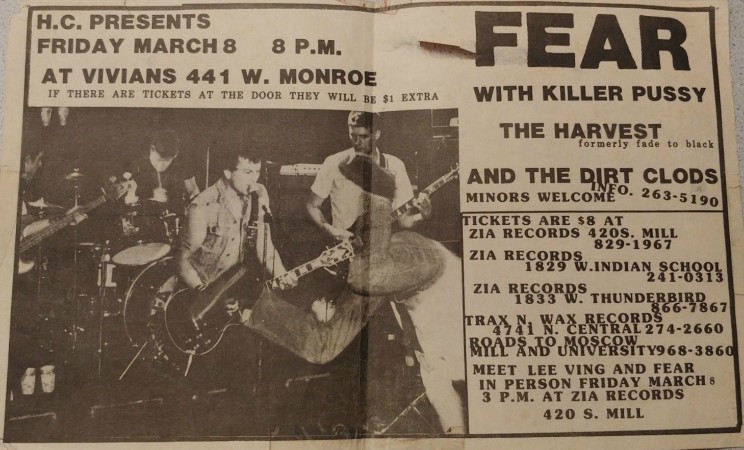 H.C. PRESENTS
FRIDAY MARCH 8 8 P.M.
AT VIVIANS 441 W. MONROE
IF THERE ARE TICKETS AT THE DOOR THEY WILL BE $1 EXTRA
FEAR
WITH KILLER PUSSY
THE HARVEST
formerly fade to black
AND THE DIRT CLODS
MINORS WELCOME INFO. 263-5190
TICKETS ARE $8 AT
ZIA RECORDS 420S. MILL
829-1967
ZIA RECORDS
1829 W.INDIAN SCHOOL
241-0313
ZIA RECORDS
1833 W. THUNDERBIRD
866-7867
TRAX N. WAX RECORDS
4741 N. CENTRAL 274-2660
ROADS TO MOSCOW
MILL AND UNIVERSITY968-3860
MEET LEE VING AND FEAR
IN PERSON FRIDAY MARCH 8
3 P.M. AT ZIA RECORDS
420 S. MILL